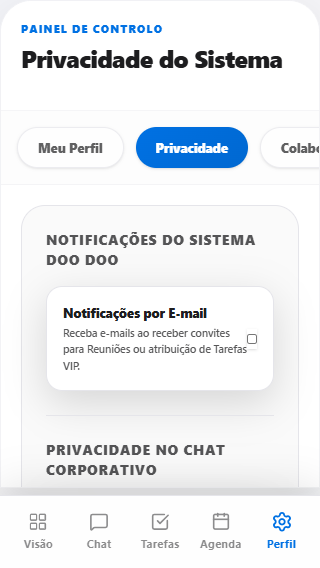 PAINEL DE CONTROLO
Privacidade do Sistema
Meu Perfil
Privacidade
Colabo
NOTIFICAÇÕES DO SISTEMA
DOO DOO
Notificações por E-mail
Receba e-mails ao receber convites
para Reuniões ou atribuição de Tarefas
VIP.
PRIVACIDADE NO CHAT
CORPORATIVO
Visão
Chat
Tarefas
Agenda
Perfil